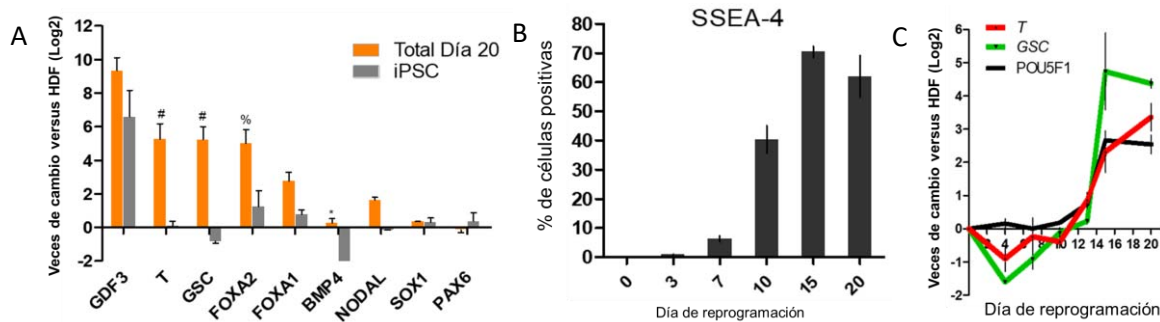 A
Veces de cambio versus HDF (Log2)
12
10
8
6
4
2
0
-2
Total Día 20
iPSC
#
#
%
*
GDF3
T
GSC
FOXA2
FOXA1
BMP4
NODAL
SOX1
PAX6
B
SSEA-4
% de células positivas
80
70
60
50
40
30
20
10
0
0 3 7 10 15 20
Día de reprogramación
C
Veces de cambio versus HDF (Log2)
T
GSC
POU5F1
6
5
4
3
2
1
0
-1
-2
2 4 6 8 10 12 14 16 18 20
Día de reprogramación